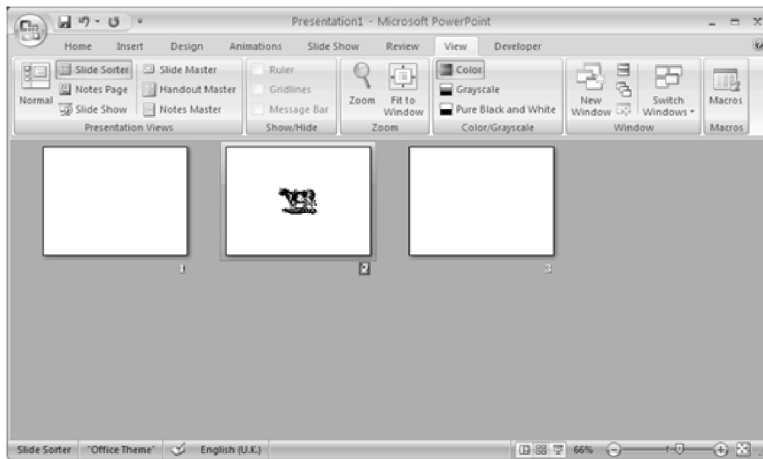 Presentation1 - Microsoft PowerPoint
Home Insert Design Animations Slide Show Review View Developer
Normal
Slide Sorter
Notes Page
Slide Show
Slide Master
Handout Master
Notes Master
Presentation Views
Ruler
Gridlines
Message Bar
Show/Hide
Zoom
Fit to
Window
Zoom
Color
Grayscale
Pure Black and White
Color/Grayscale
New
Window
Switch
Windows
Window
Macros
Macros
1 2 3
Slide Sorter "Office Theme" English (U.K.) 66%